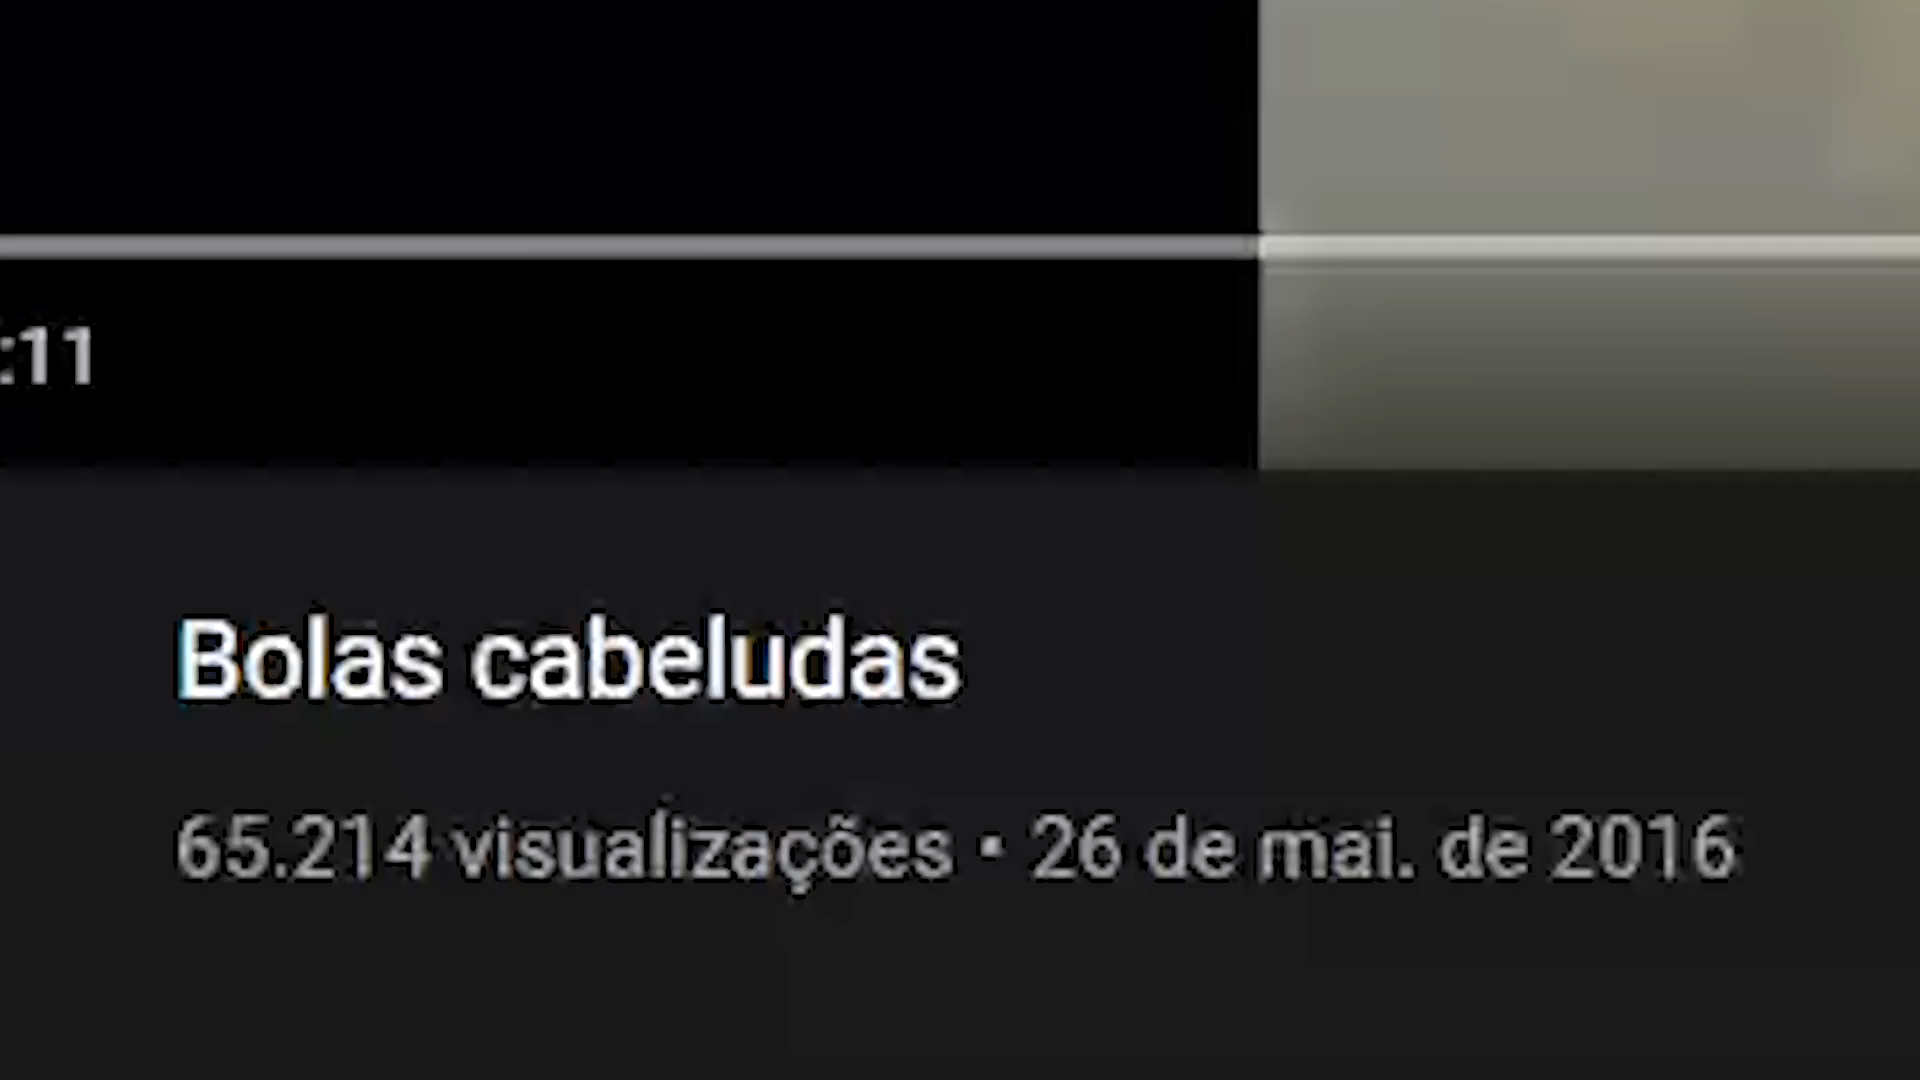 :11
Bolas cabeludas
65.214 visualizações • 26 de mai. de 2016